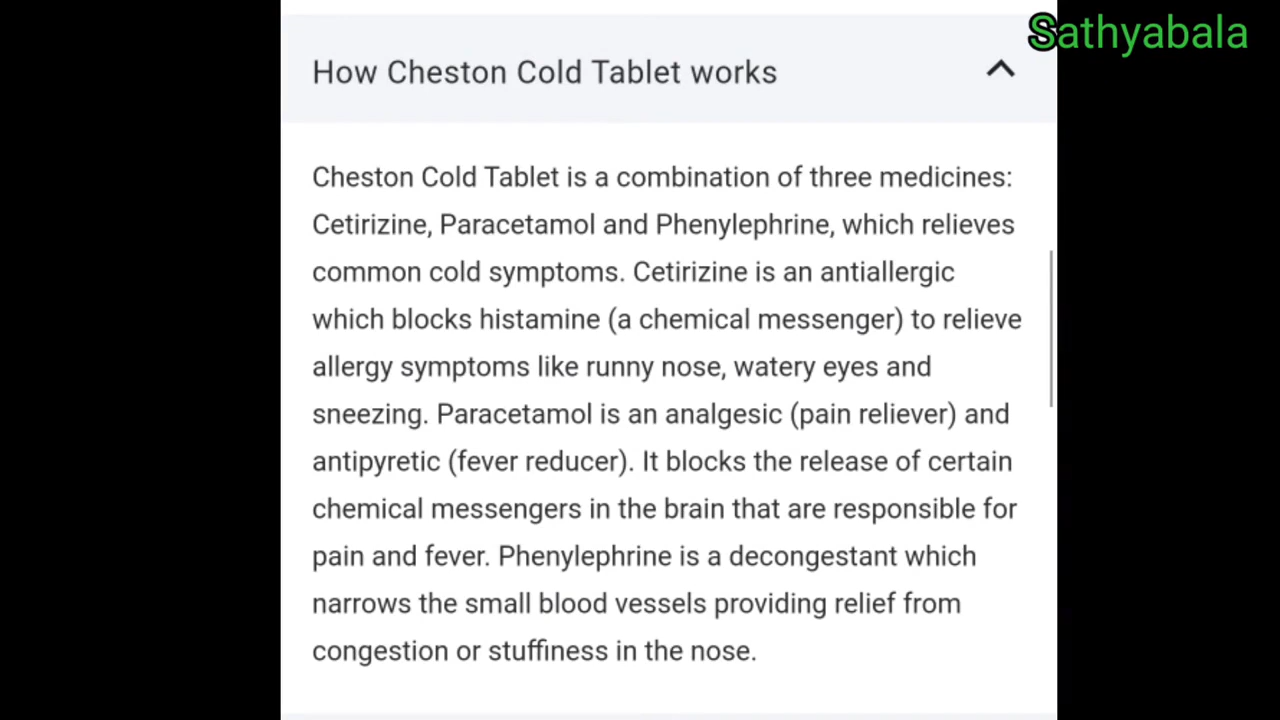 Sathyabala
How Cheston Cold Tablet works
Cheston Cold Tablet is a combination of three medicines:
Cetirizine, Paracetamol and Phenylephrine, which relieves
common cold symptoms. Cetirizine is an antiallergic
which blocks histamine (a chemical messenger) to relieve
allergy symptoms like runny nose, watery eyes and
sneezing. Paracetamol is an analgesic (pain reliever) and
antipyretic (fever reducer). It blocks the release of certain
chemical messengers in the brain that are responsible for
pain and fever. Phenylephrine is a decongestant which
narrows the small blood vessels providing relief from
congestion or stuffiness in the nose.